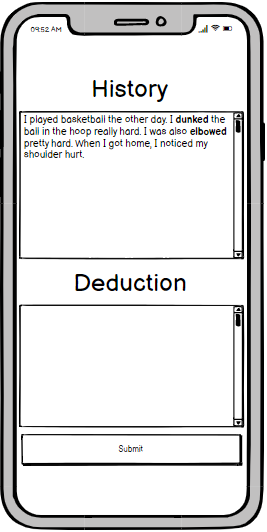 09:52 AM
History
I played basketball the other day. I dunked the
ball in the hoop really hard. I was also elbowed
pretty hard. When I got home, I noticed my
shoulder hurt.
Deduction
Submit